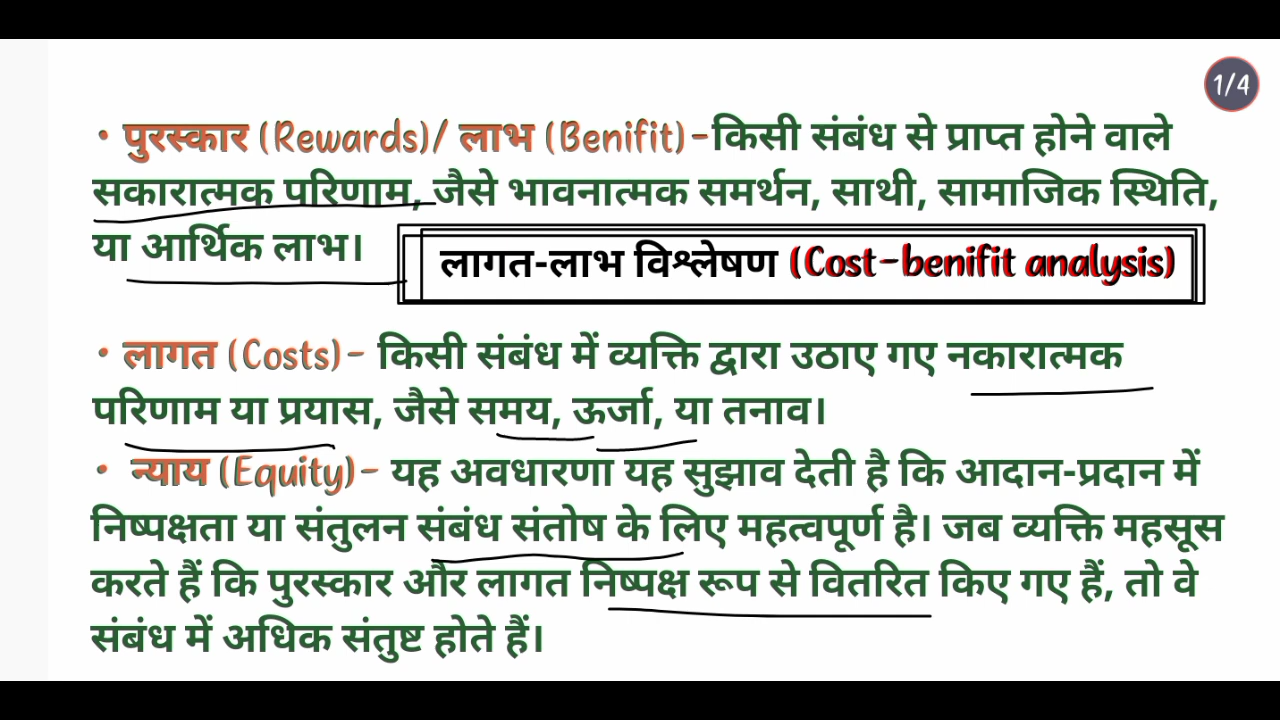 1/4
• पुरस्कार (Rewards)/ लाभ (Benifit)-किसी संबंध से प्राप्त होने वाले
सकारात्मक परिणाम, जैसे भावनात्मक समर्थन, साथी, सामाजिक स्थिति,
या आर्थिक लाभ।
लागत-लाभ विश्लेषण (Cost-benifit analysis)
• लागत (Costs)- किसी संबंध में व्यक्ति द्वारा उठाए गए नकारात्मक
परिणाम या प्रयास, जैसे समय, ऊर्जा, या तनाव।
• न्याय (Equity)- यह अवधारणा यह सुझाव देती है कि आदान-प्रदान में
निष्पक्षता या संतुलन संबंध संतोष के लिए महत्वपूर्ण है। जब व्यक्ति महसूस
करते हैं कि पुरस्कार और लागत निष्पक्ष रूप से वितरित किए गए हैं, तो वे
संबंध में अधिक संतुष्ट होते हैं।